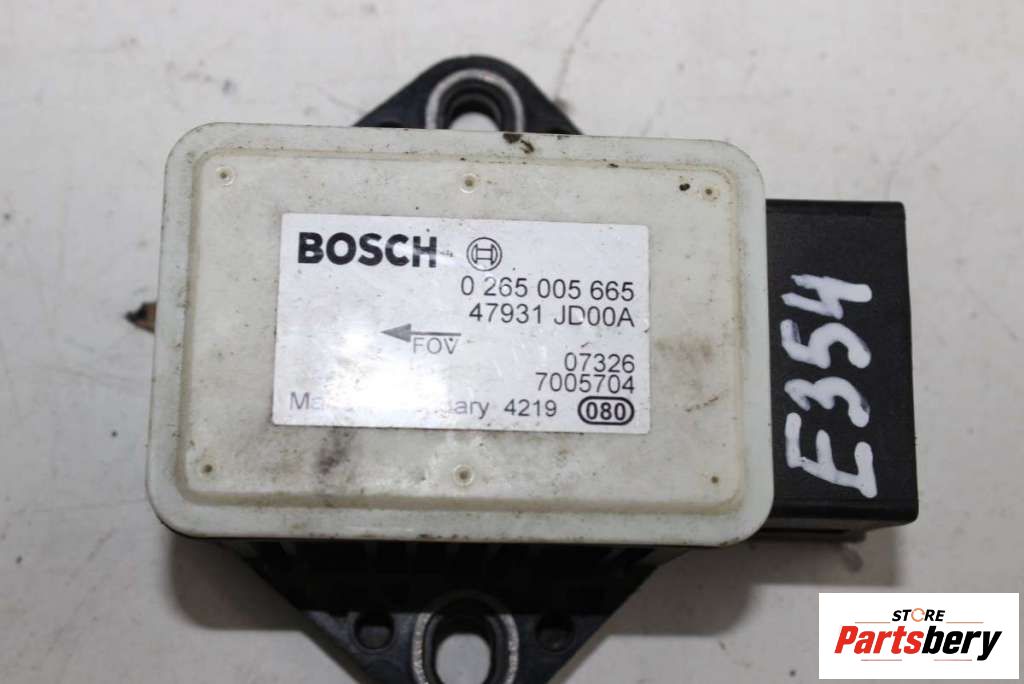 BOSCH
0 265 005 665
47931 JD00A
FOV
07326
7005704
4219 080
E354
STORE
Partsbery